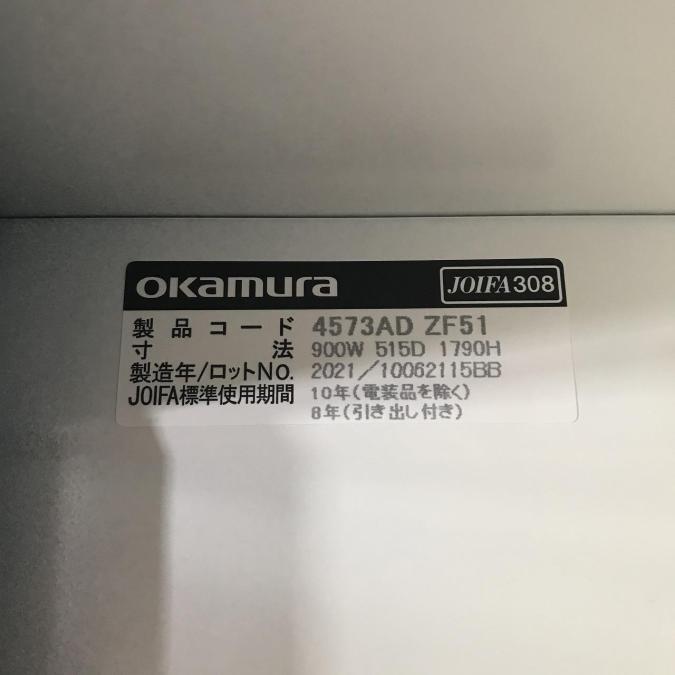 okamura JOIFA308
製品コード 4573AD ZF51
寸法 900W 515D 1790H
製造年/ロットNo. 2021/10062115BB
JOIFA標準使用期間 10年(電装品を除く)
8年(引き出し付き)